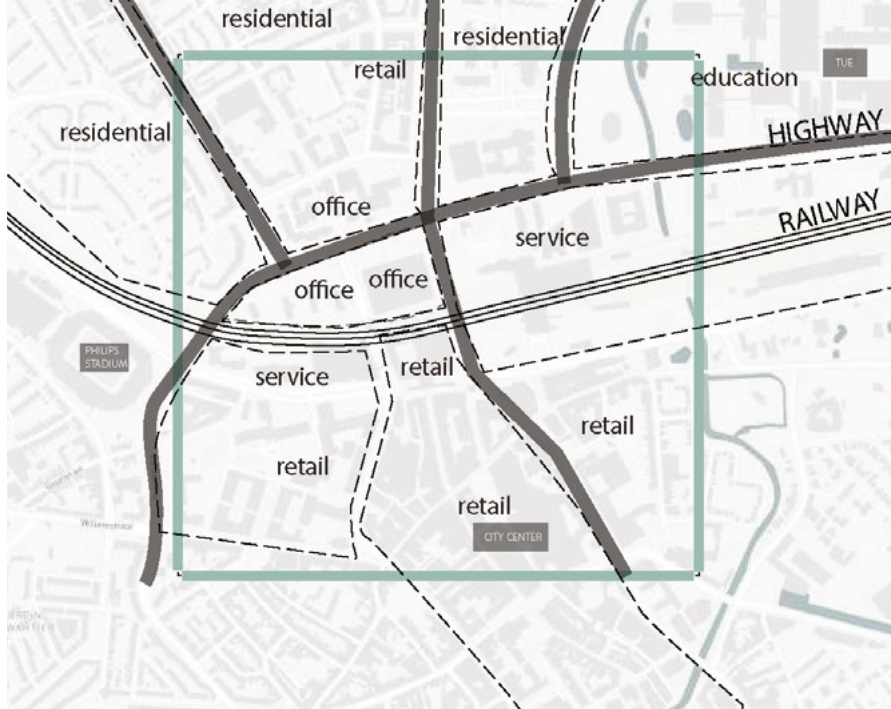 residential
residential
retail
education
TUE
residential
HIGHWAY
office
RAILWAY
service
office
office
PHILIPS
STADIUM
service
retail
retail
retail
retail
CITY CENTER